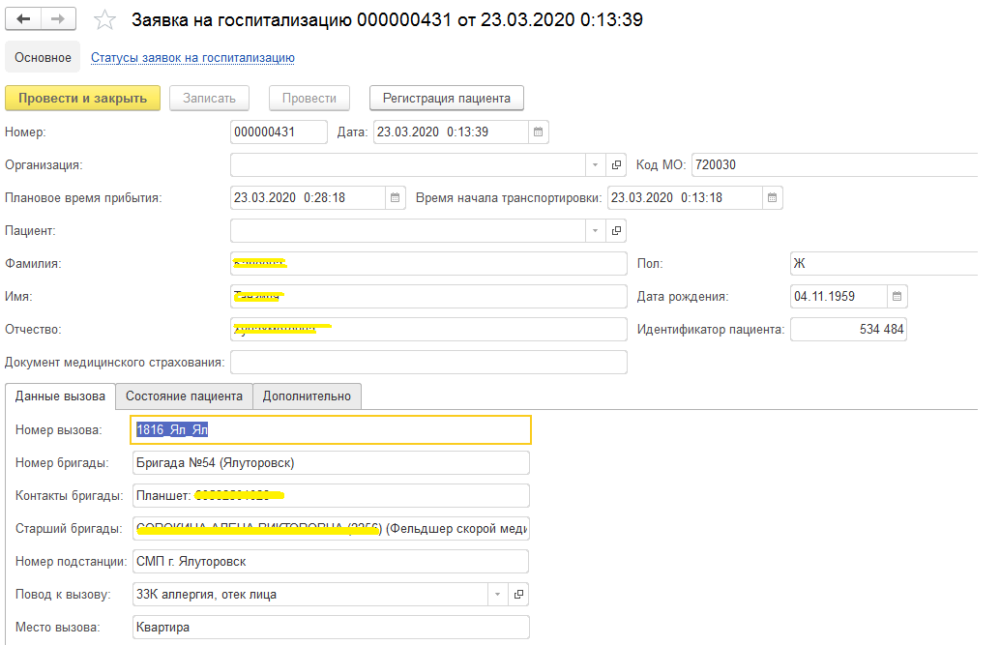 Заявка на госпитализацию 000000431 от 23.03.2020 0:13:39
Основное Статусы заявок на госпитализацию
Провести и закрыть Записать Провести Регистрация пациента
Номер: 000000431 Дата: 23.03.2020 0:13:39
Организация: Код МО: 720030
Плановое время прибытия: 23.03.2020 0:28:18 Время начала транспортировки: 23.03.2020 0:13:18
Пациент:
Фамилия: Пол: Ж
Имя: Дата рождения: 04.11.1959
Отчество: Идентификатор пациента: 534 484
Документ медицинского страхования:
Данные вызова Состояние пациента Дополнительно
Номер вызова: 1816_Ял_Ял
Номер бригады: Бригада №54 (Ялуторовск)
Контакты бригады: Планшет:
Старший бригады: (Фельдшер скорой меди
Номер подстанции: СМП г. Ялуторовск
Повод к вызову: 33К аллергия, отек лица
Место вызова: Квартира